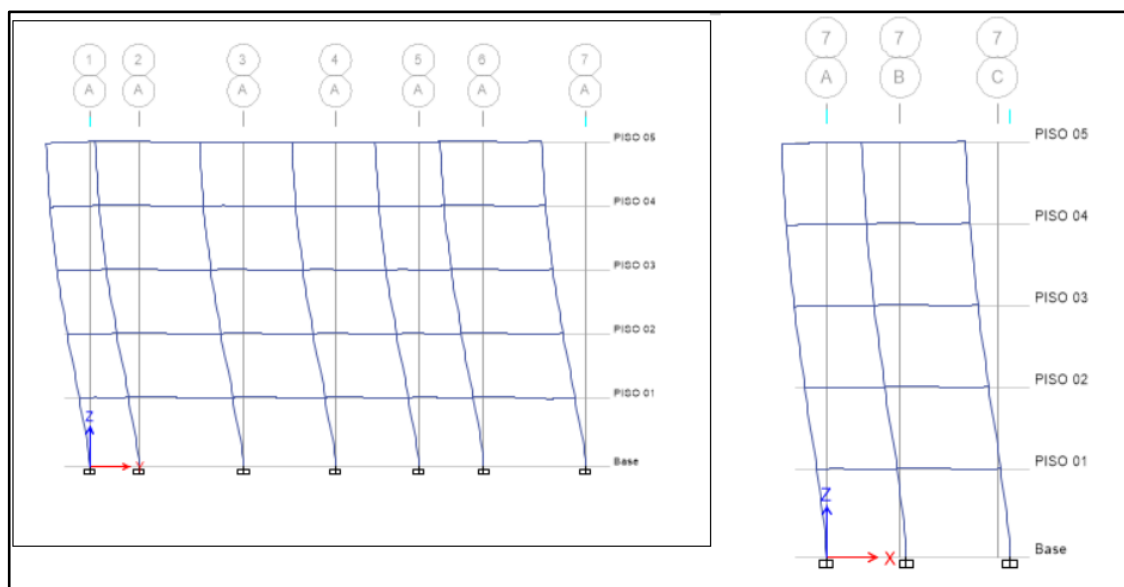 1 2 3 4 5 6 7
A A A A A A A
PISO 05
PISO 04
PISO 03
PISO 02
PISO 01
Z
Base
7 7 7
A B C
PISO 05
PISO 04
PISO 03
PISO 02
PISO 01
Z
X
Base